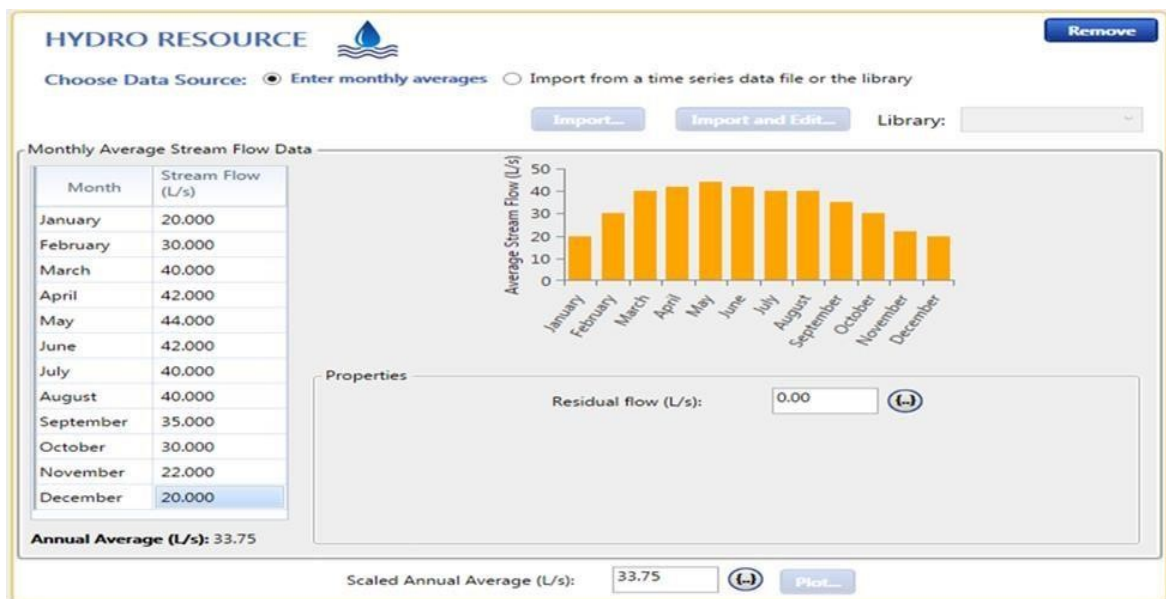 HYDRO RESOURCE
Remove
Choose Data Source: Enter monthly averages Import from a time series data file or the library
Import... Import and Edit... Library:
Monthly Average Stream Flow Data
Month Stream Flow (L/s)
January 20.000
February 30.000
March 40.000
April 42.000
May 44.000
June 42.000
July 40.000
August 40.000
September 35.000
October 30.000
November 22.000
December 20.000
Annual Average (L/s): 33.75
Average Stream Flow (L/s)
50
40
30
20
10
0
January February March April May June July August September October November December
Properties
Residual flow (L/s): 0.00 {..}
Scaled Annual Average (L/s): 33.75 {..} Plot...